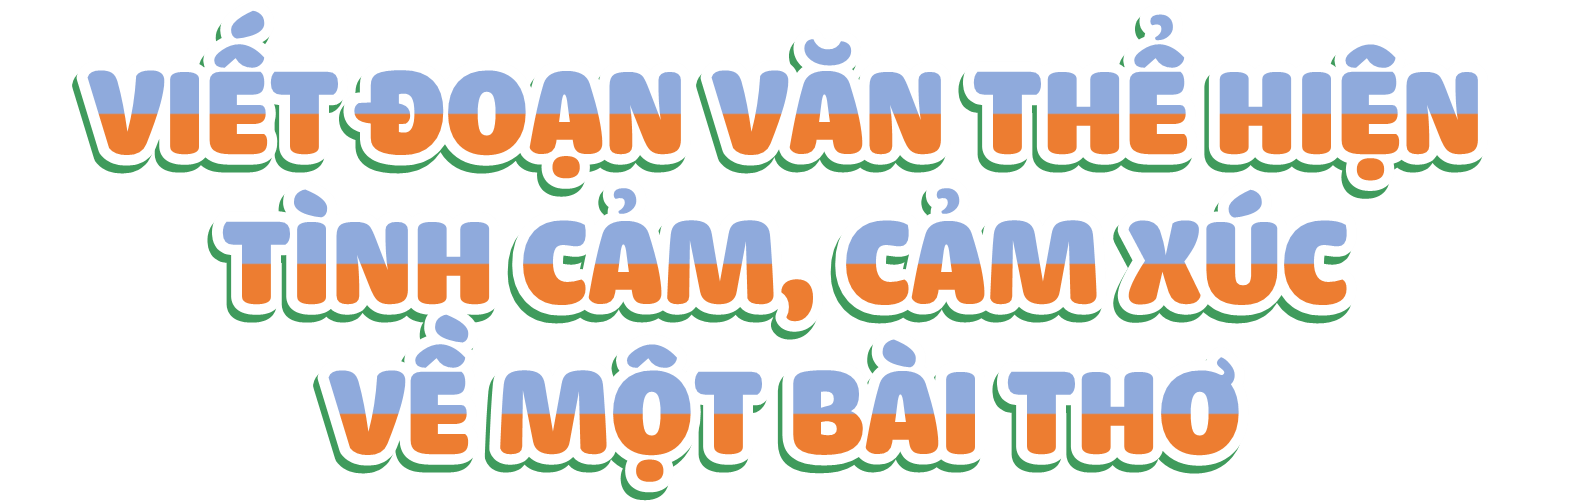 VIẾT ĐOẠN VĂN THỂ HIỆN
TÌNH CẢM, CẢM XÚC
VỀ MỘT BÀI THƠ